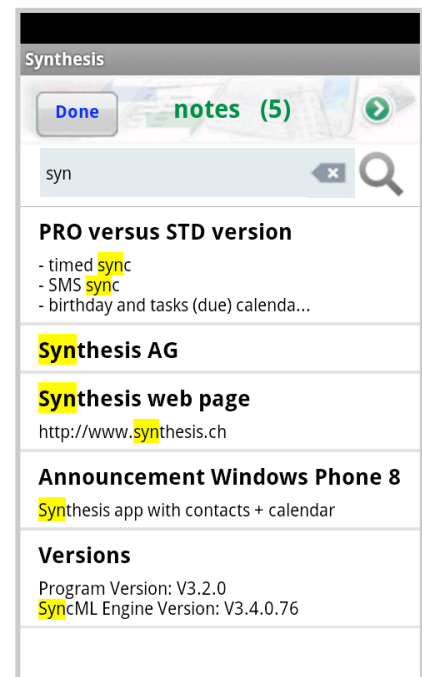 Synthesis
Done
notes (5)
syn
PRO versus STD version
- timed sync
- SMS sync
- birthday and tasks (due) calenda...
Synthesis AG
Synthesis web page
http://www.synthesis.ch
Announcement Windows Phone 8
Synthesis app with contacts + calendar
Versions
Program Version: V3.2.0
SyncML Engine Version: V3.4.0.76